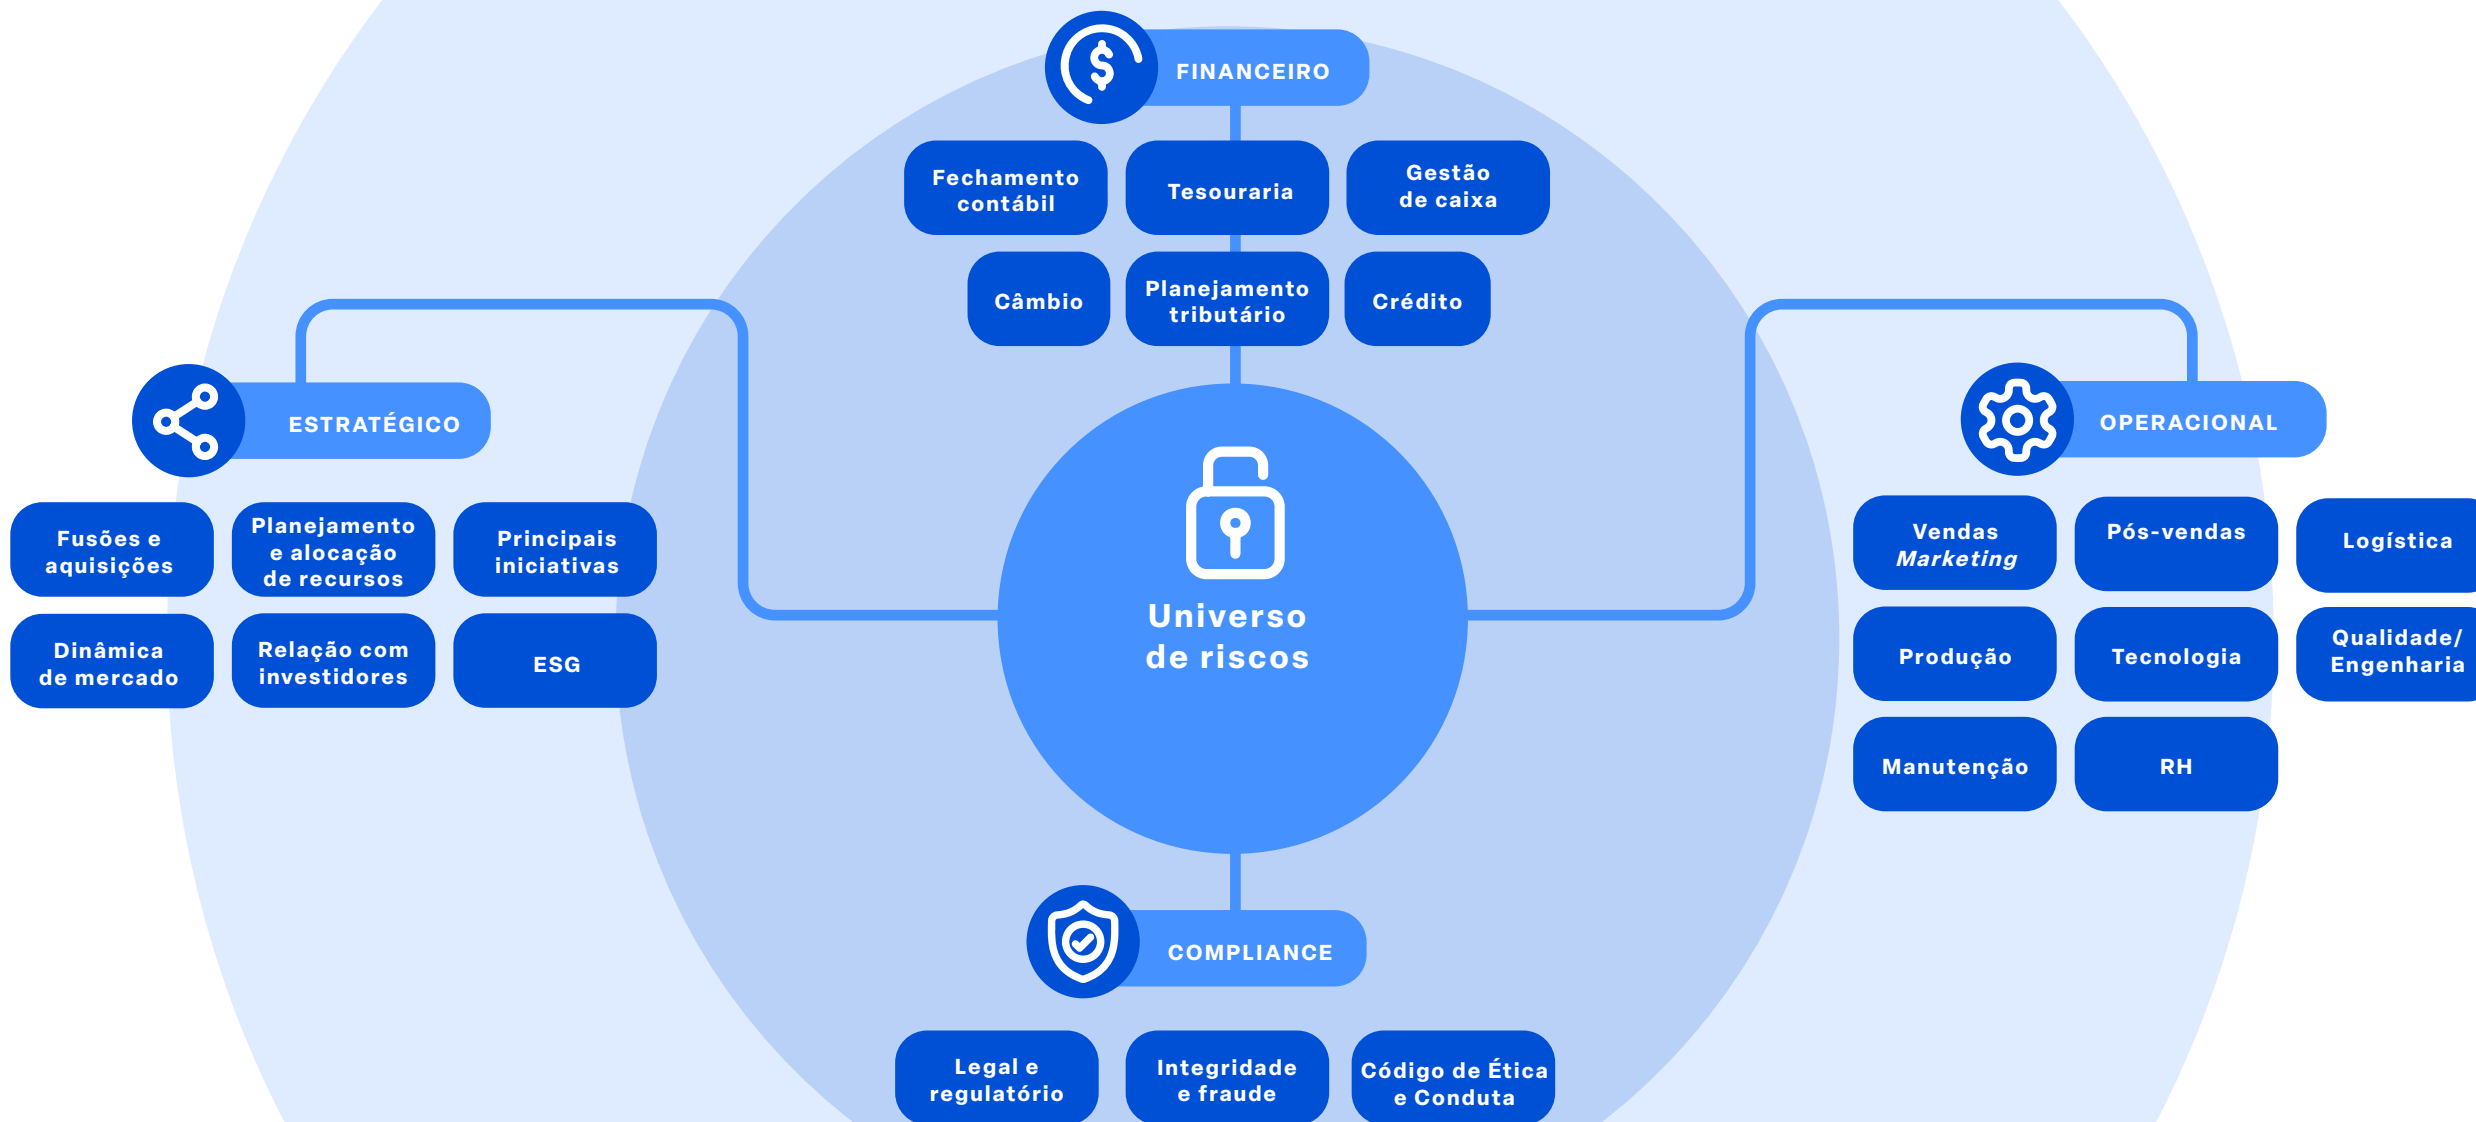 FINANCEIRO
Fechamento
contábil
Tesouraria
Gestão
de caixa
Câmbio
Planejamento
tributário
Crédito
ESTRATÉGICO
Fusões e
aquisições
Planejamento
e alocação
de recursos
Principais
iniciativas
Dinâmica
de mercado
Relação com
investidores
ESG
Universo
de riscos
OPERACIONAL
Vendas
Marketing
Pós-vendas
Logística
Produção
Tecnologia
Qualidade/
Engenharia
Manutenção
RH
COMPLIANCE
Legal e
regulatório
Integridade
e fraude
Código de Ética
e Conduta